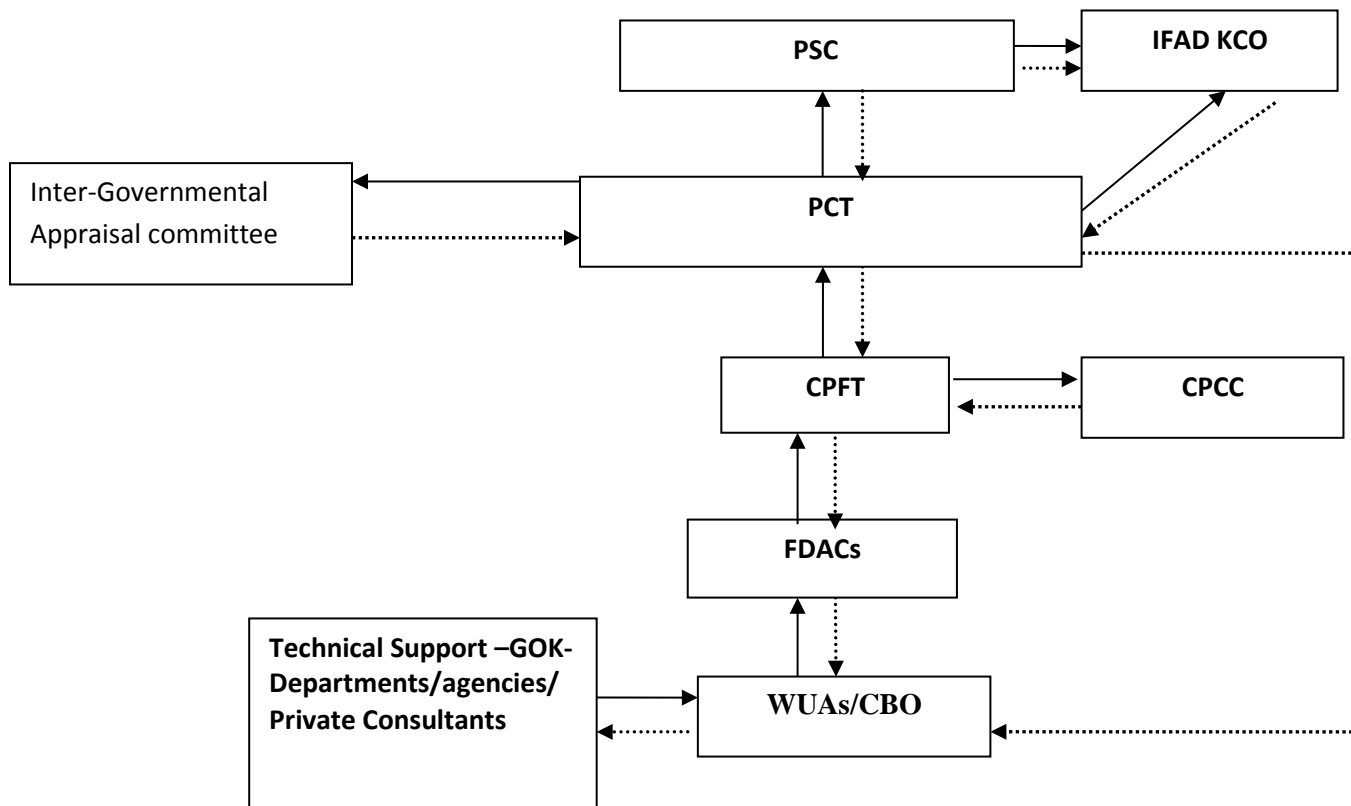 PSC
IFAD KCO
Inter-Governmental
Appraisal committee
PCT
CPFT
CPCC
FDACs
Technical Support –GOK-
Departments/agencies/
Private Consultants
WUAs/CBO